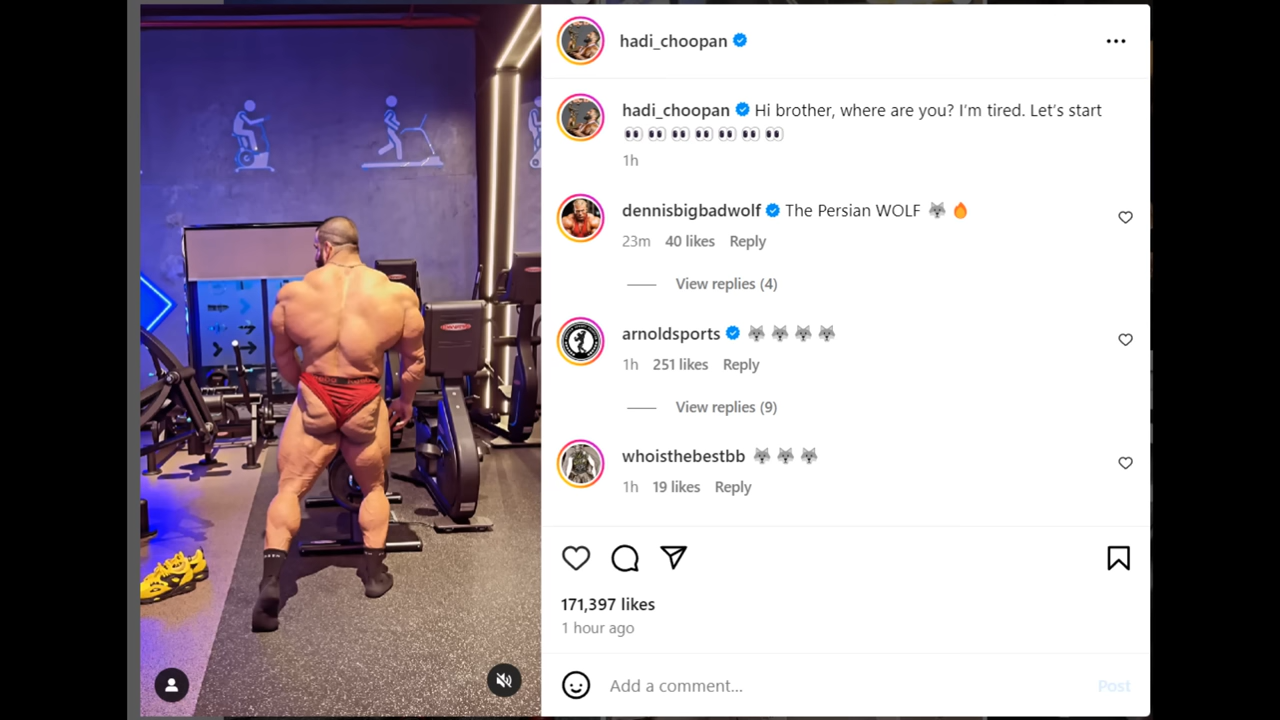 hadi_choopan
hadi_choopan Hi brother, where are you? I'm tired. Let's start
👀 👀 👀 👀 👀 👀 👀
1h
dennisbigbadwolf The Persian WOLF 🐺 🔥
23m 40 likes Reply
View replies (4)
arnoldsports 🐺 🐺 🐺 🐺
1h 251 likes Reply
View replies (9)
whoisthebestbb 🐺 🐺 🐺
1h 19 likes Reply
171,397 likes
1 hour ago
Add a comment... Post